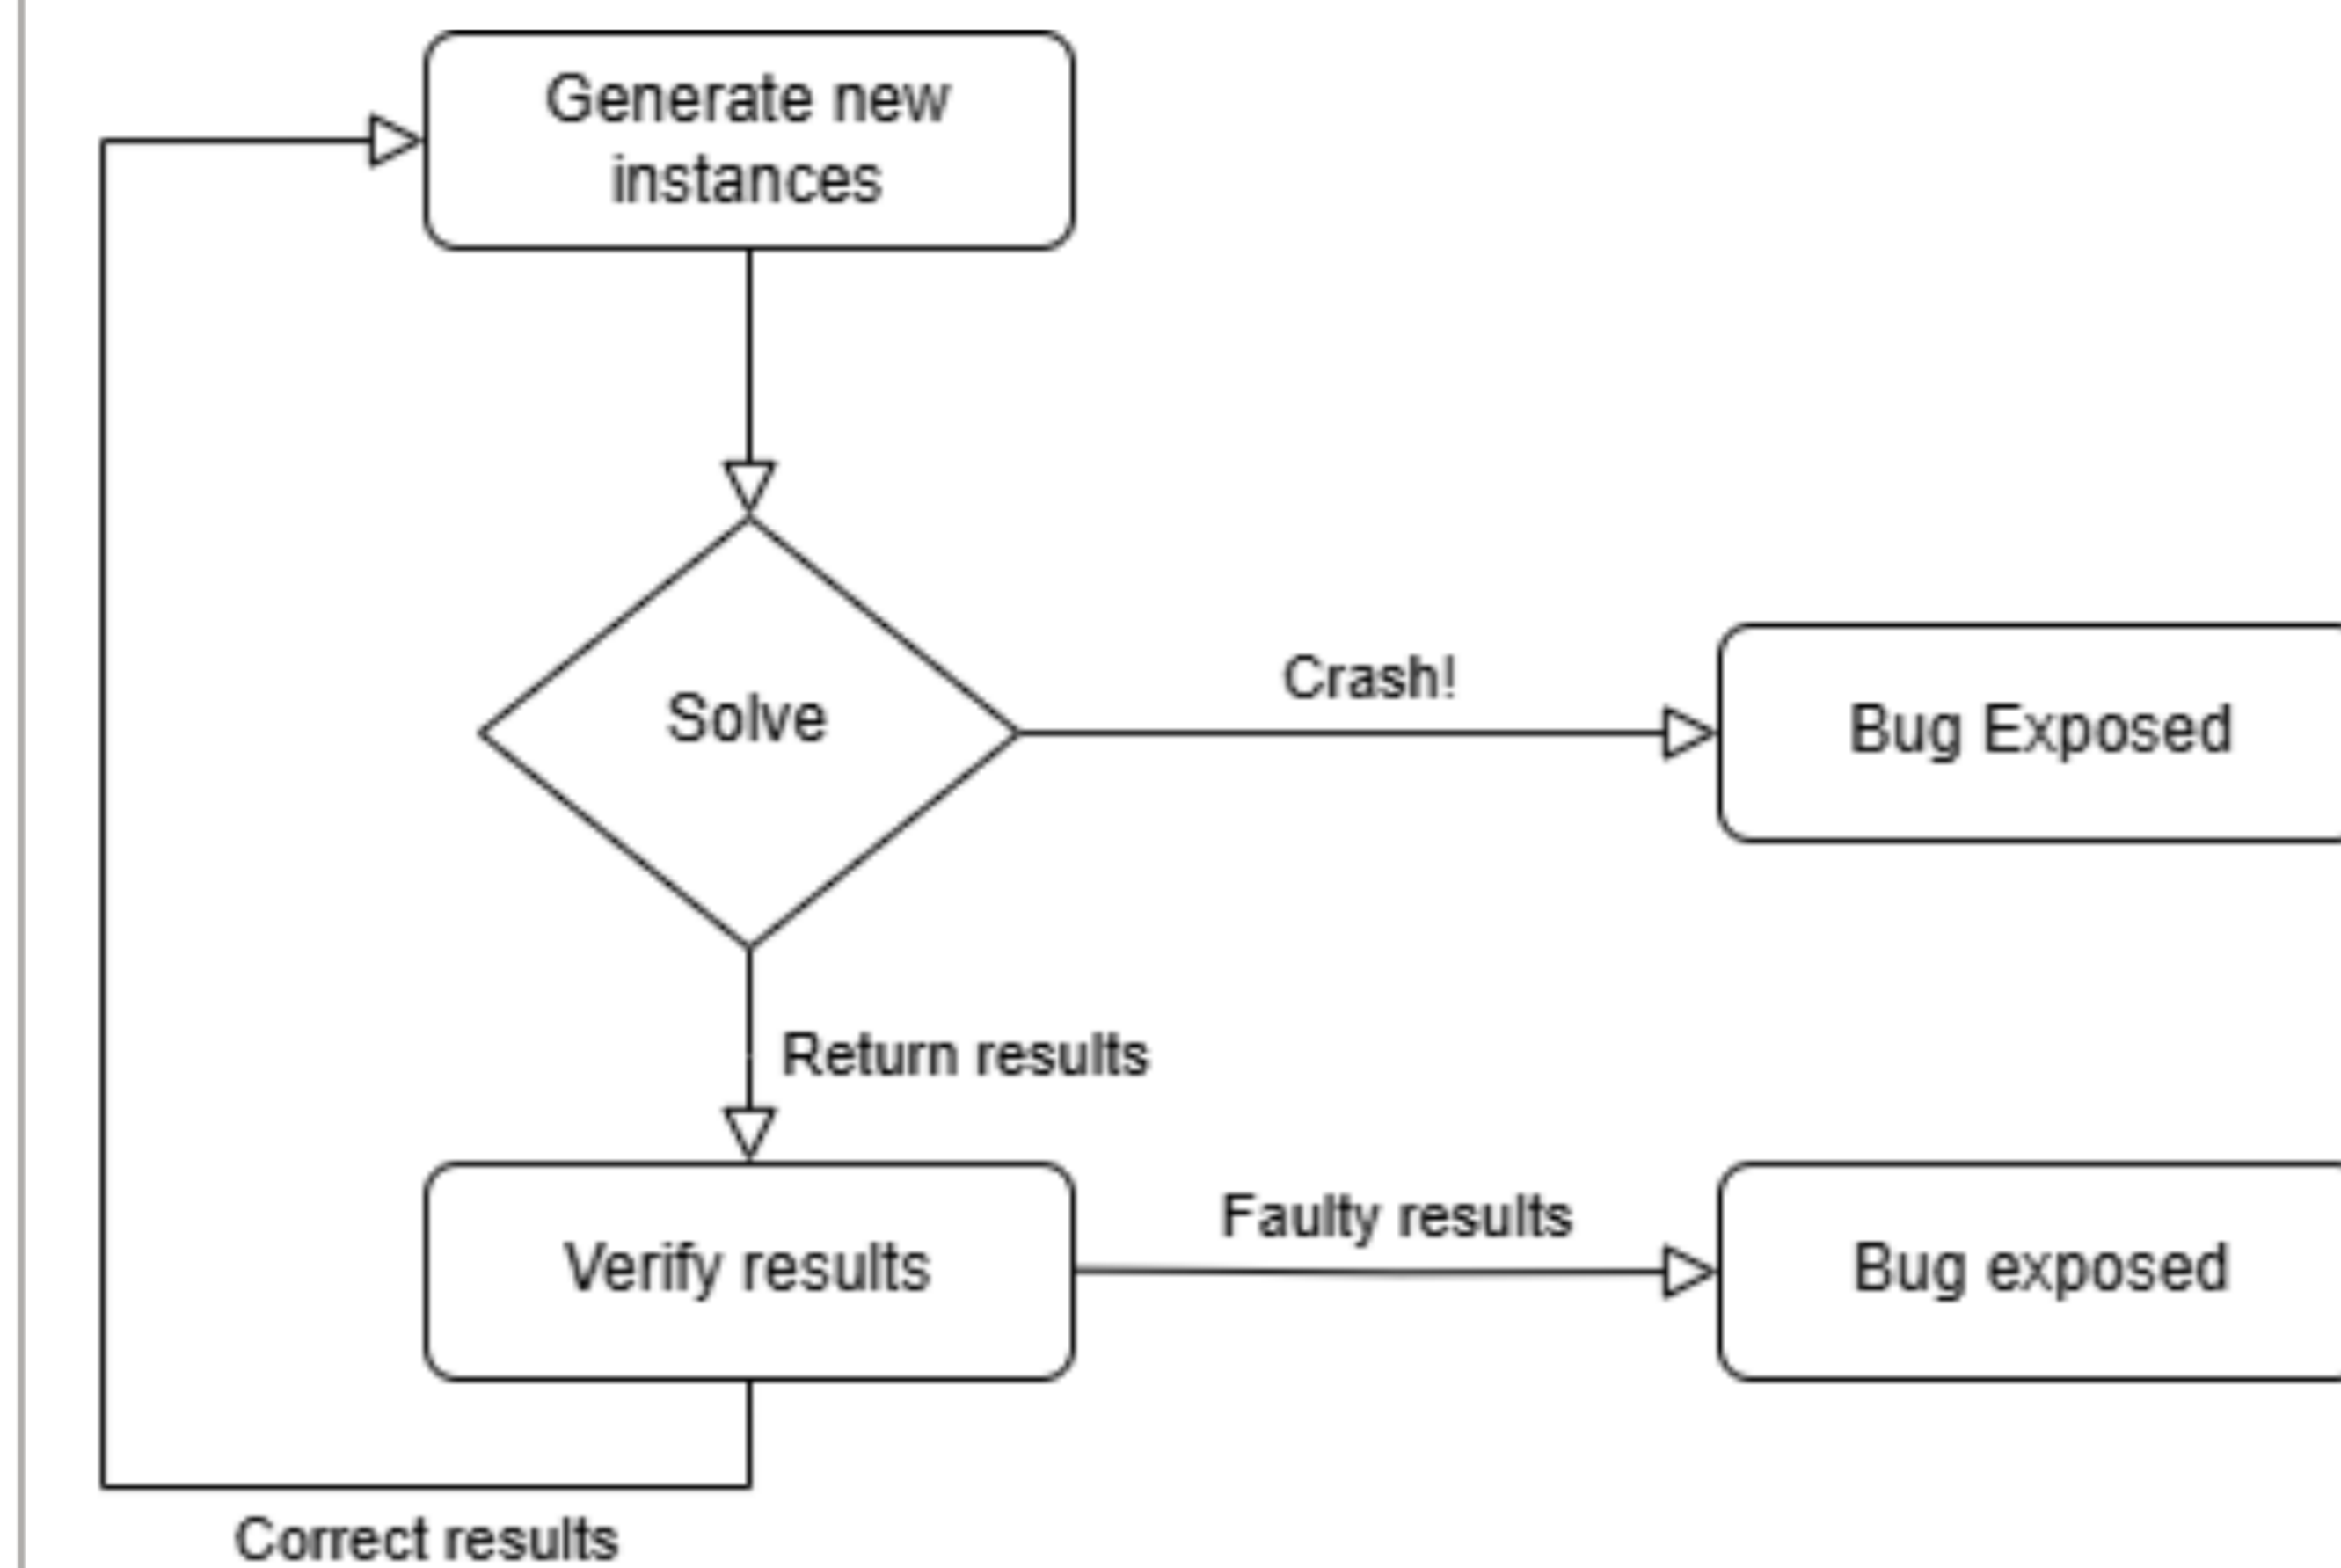 Generate new
instances
Solve
Crash!
Bug Exposed
Return results
Verify results
Faulty results
Bug exposed
Correct results